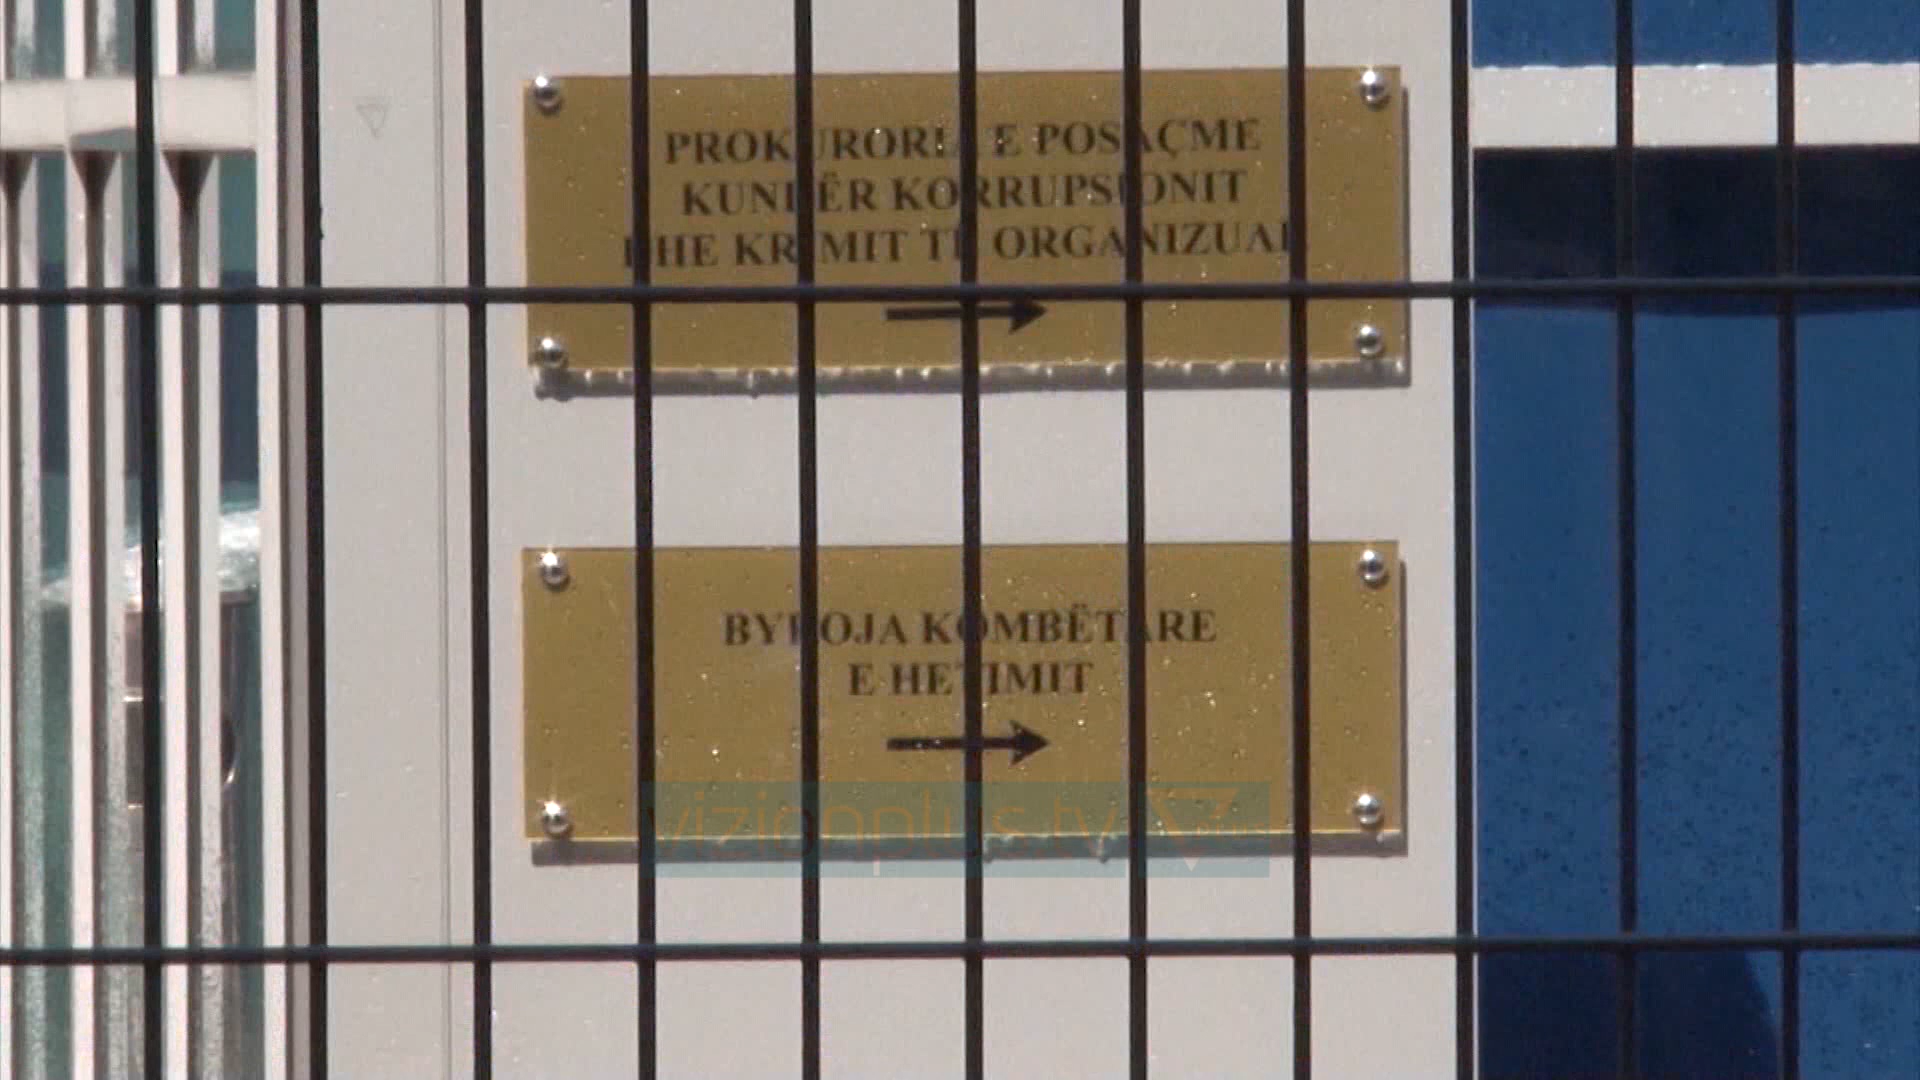 PROKURORIA E POSAÇME
KUNDËR KORRUPSIONIT
DHE KRIMIT TË ORGANIZUAR
BYROJA KOMBËTARE
E HETIMIT
vizionplus.tv